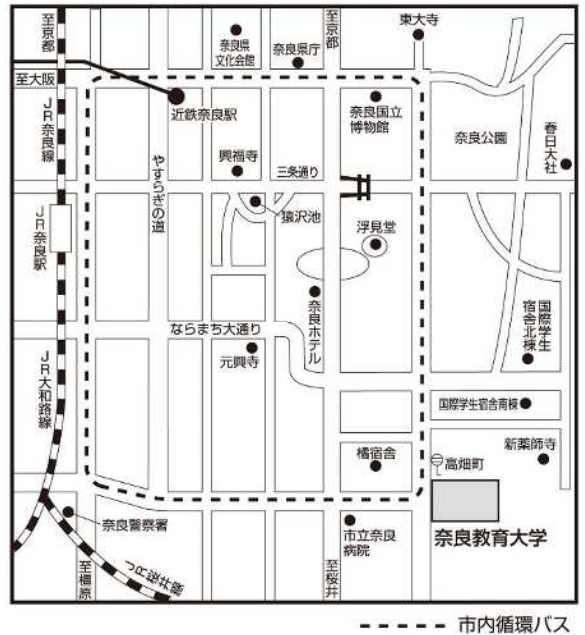 至京都
至京都
東大寺
奈良県
文化会館
奈良県庁
至大阪
近鉄奈良駅
奈良国立
博物館
奈良公園
春日大社
JR奈良線
やすらぎの道
興福寺
三条通り
猿沢池
浮見堂
JR奈良駅
奈良ホテル
ならまち大通り
元興寺
国際学生
宿舎北棟
JR大和路線
国際学生宿舎南棟
橘宿舎
高畑町
新薬師寺
奈良警察署
市立奈良
病院
奈良教育大学
至橿原
JR桜井線
至桜井
市内循環バス